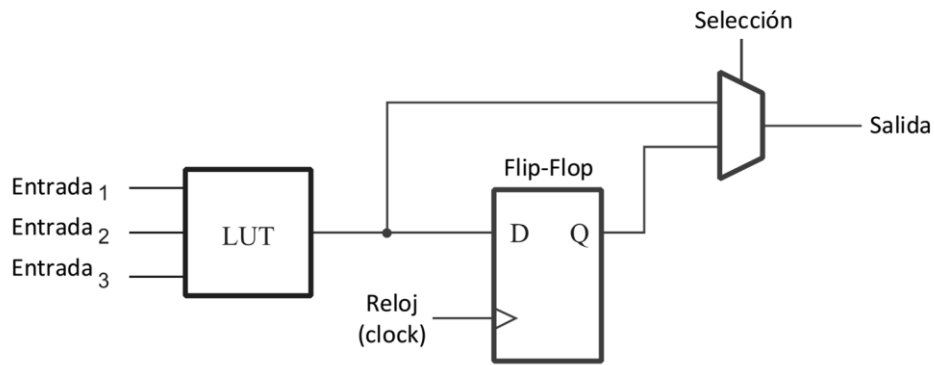 Selección
Salida
Flip-Flop
Entrada 1
Entrada 2
Entrada 3
LUT
D Q
Reloj
(clock)